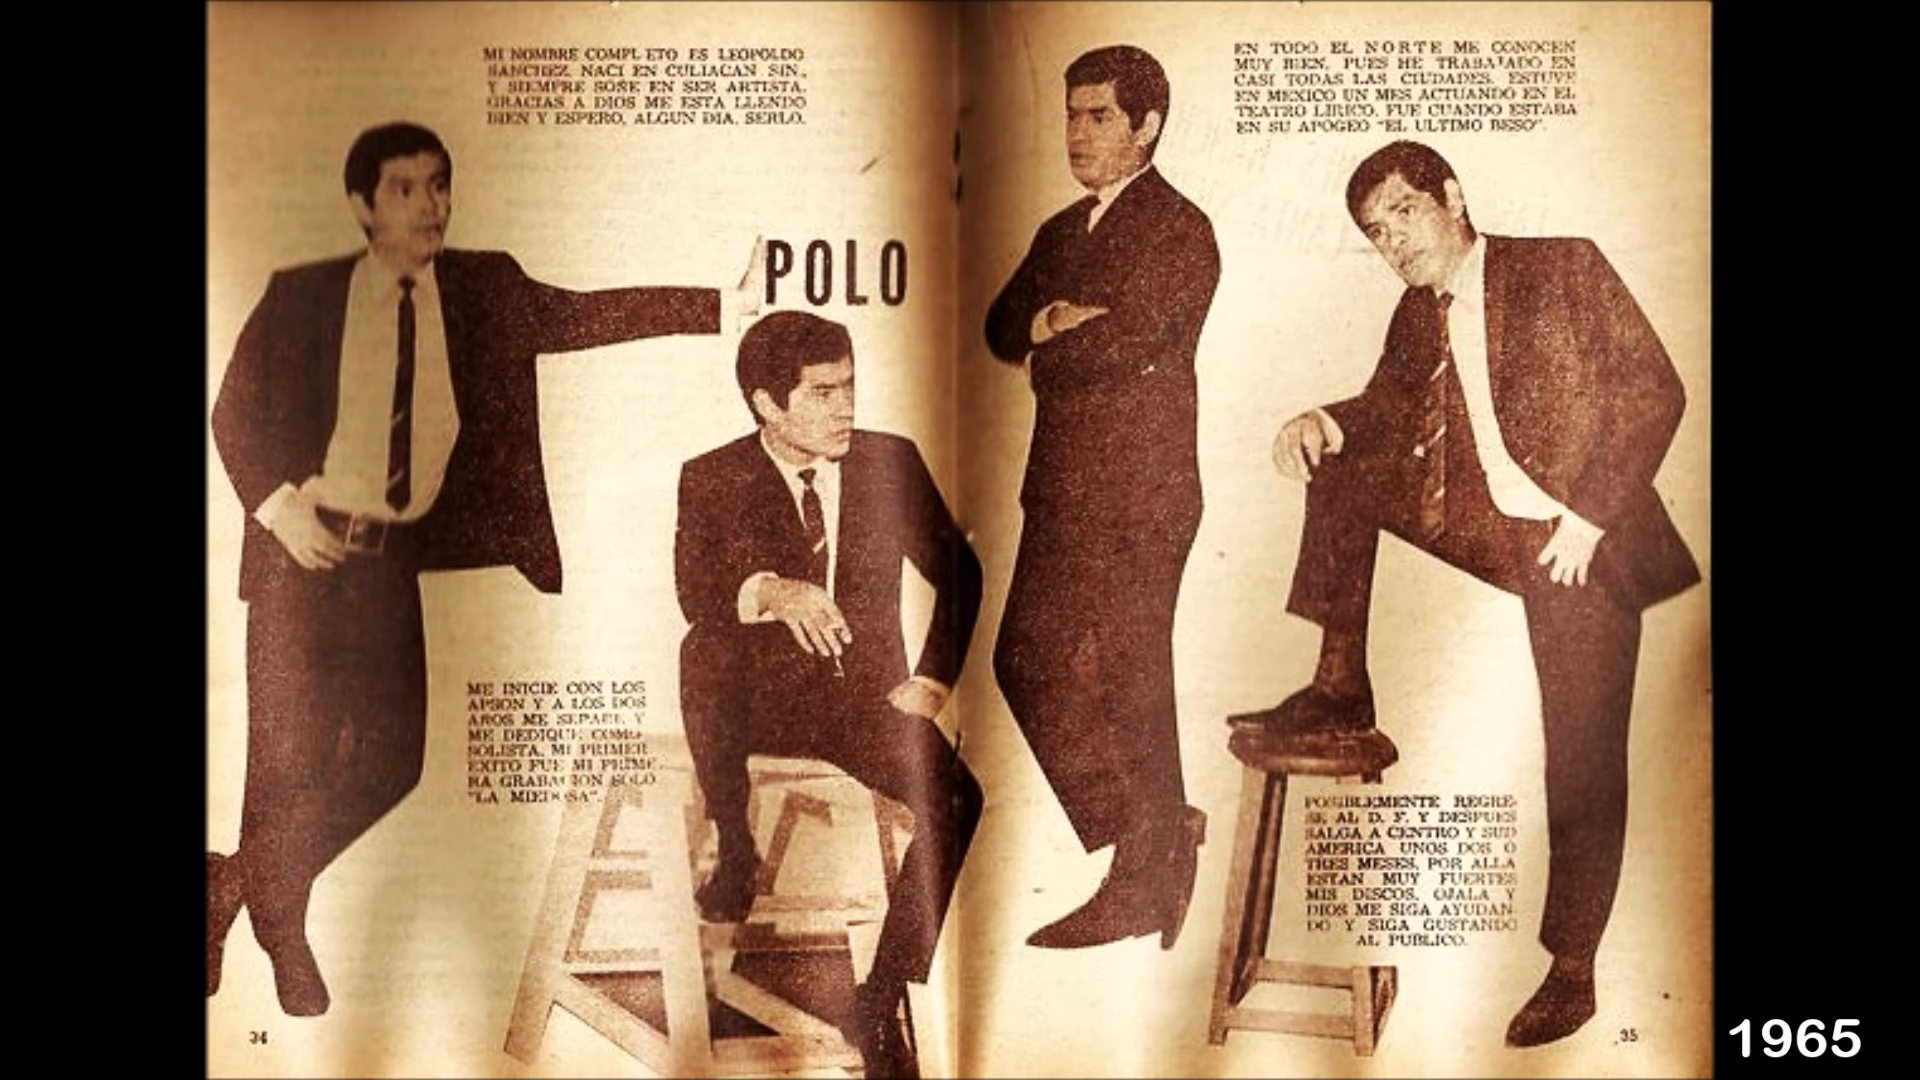 MI NOMBRE COMPLETO ES LEOPOLDO
SANCHEZ, NACI EN CULIACAN SIN.,
Y SIEMPRE SOÑE EN SER ARTISTA.
GRACIAS A DIOS ME ESTA LLENDO
BIEN Y ESPERO, ALGUN DIA, SERLO.
POLO
ME INICIE CON LOS
APSON Y A LOS DOS
AÑOS ME SEPARE Y
ME DEDIQUE COMO
SOLISTA, MI PRIMER
EXITO FUE MI PRIME-
RA GRABACION SOLO
"LA MIEDOSA".
34
EN TODO EL NORTE ME CONOCEN
MUY BIEN, PUES HE TRABAJADO EN
CASI TODAS LAS CIUDADES. ESTUVE
EN MEXICO UN MES ACTUANDO EN EL
TEATRO LIRICO, FUE CUANDO ESTABA
EN SU APOGEO "EL ULTIMO BESO".
POSIBLEMENTE REGRE-
SE AL D. F. Y DESPUES
SALGA A CENTRO Y SUD
AMERICA UNOS DOS O
TRES MESES, POR ALLA
ESTAN MUY FUERTES
MIS DISCOS, OJALA Y
DIOS ME SIGA AYUDAN-
DO Y SIGA GUSTANDO
AL PUBLICO.
35
1965